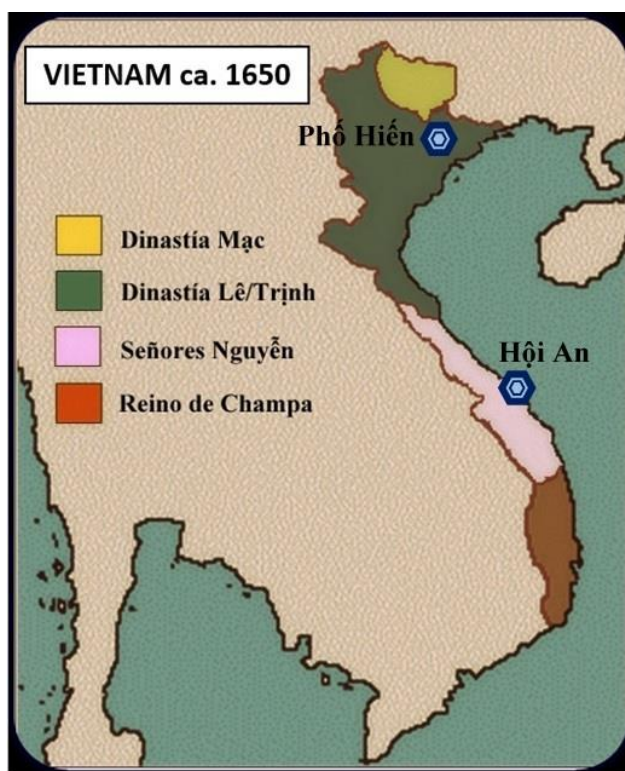 VIETNAM ca. 1650
Phố Hiến
Dinastía Mạc
Dinastía Lê/Trịnh
Señores Nguyễn
Hội An
Reino de Champa